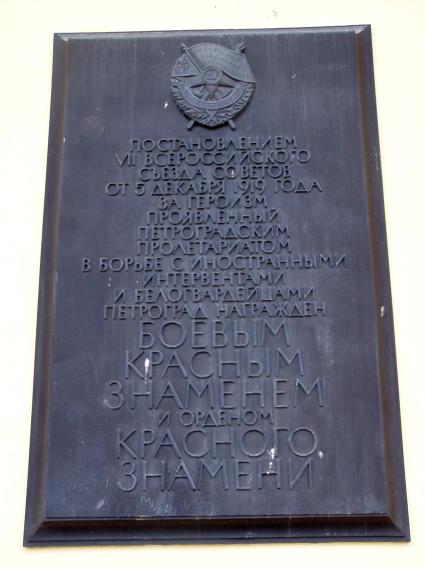 ПОСТАНОВЛЕНИЕМ
VII ВСЕРОССИЙСКОГО
СЪЕЗДА СОВЕТОВ
ОТ 5 ДЕКАБРЯ 1919 ГОДА
ЗА ГЕРОИЗМ,
ПРОЯВЛЕННЫЙ
ПЕТРОГРАДСКИМ
ПРОЛЕТАРИАТОМ
В БОРЬБЕ С ИНОСТРАННЫМИ
ИНТЕРВЕНТАМИ
И БЕЛОГВАРДЕЙЦАМИ
ПЕТРОГРАД НАГРАЖДЕН
БОЕВЫМ
КРАСНЫМ
ЗНАМЕНЕМ
И ОРДЕНОМ
КРАСНОГО
ЗНАМЕНИ